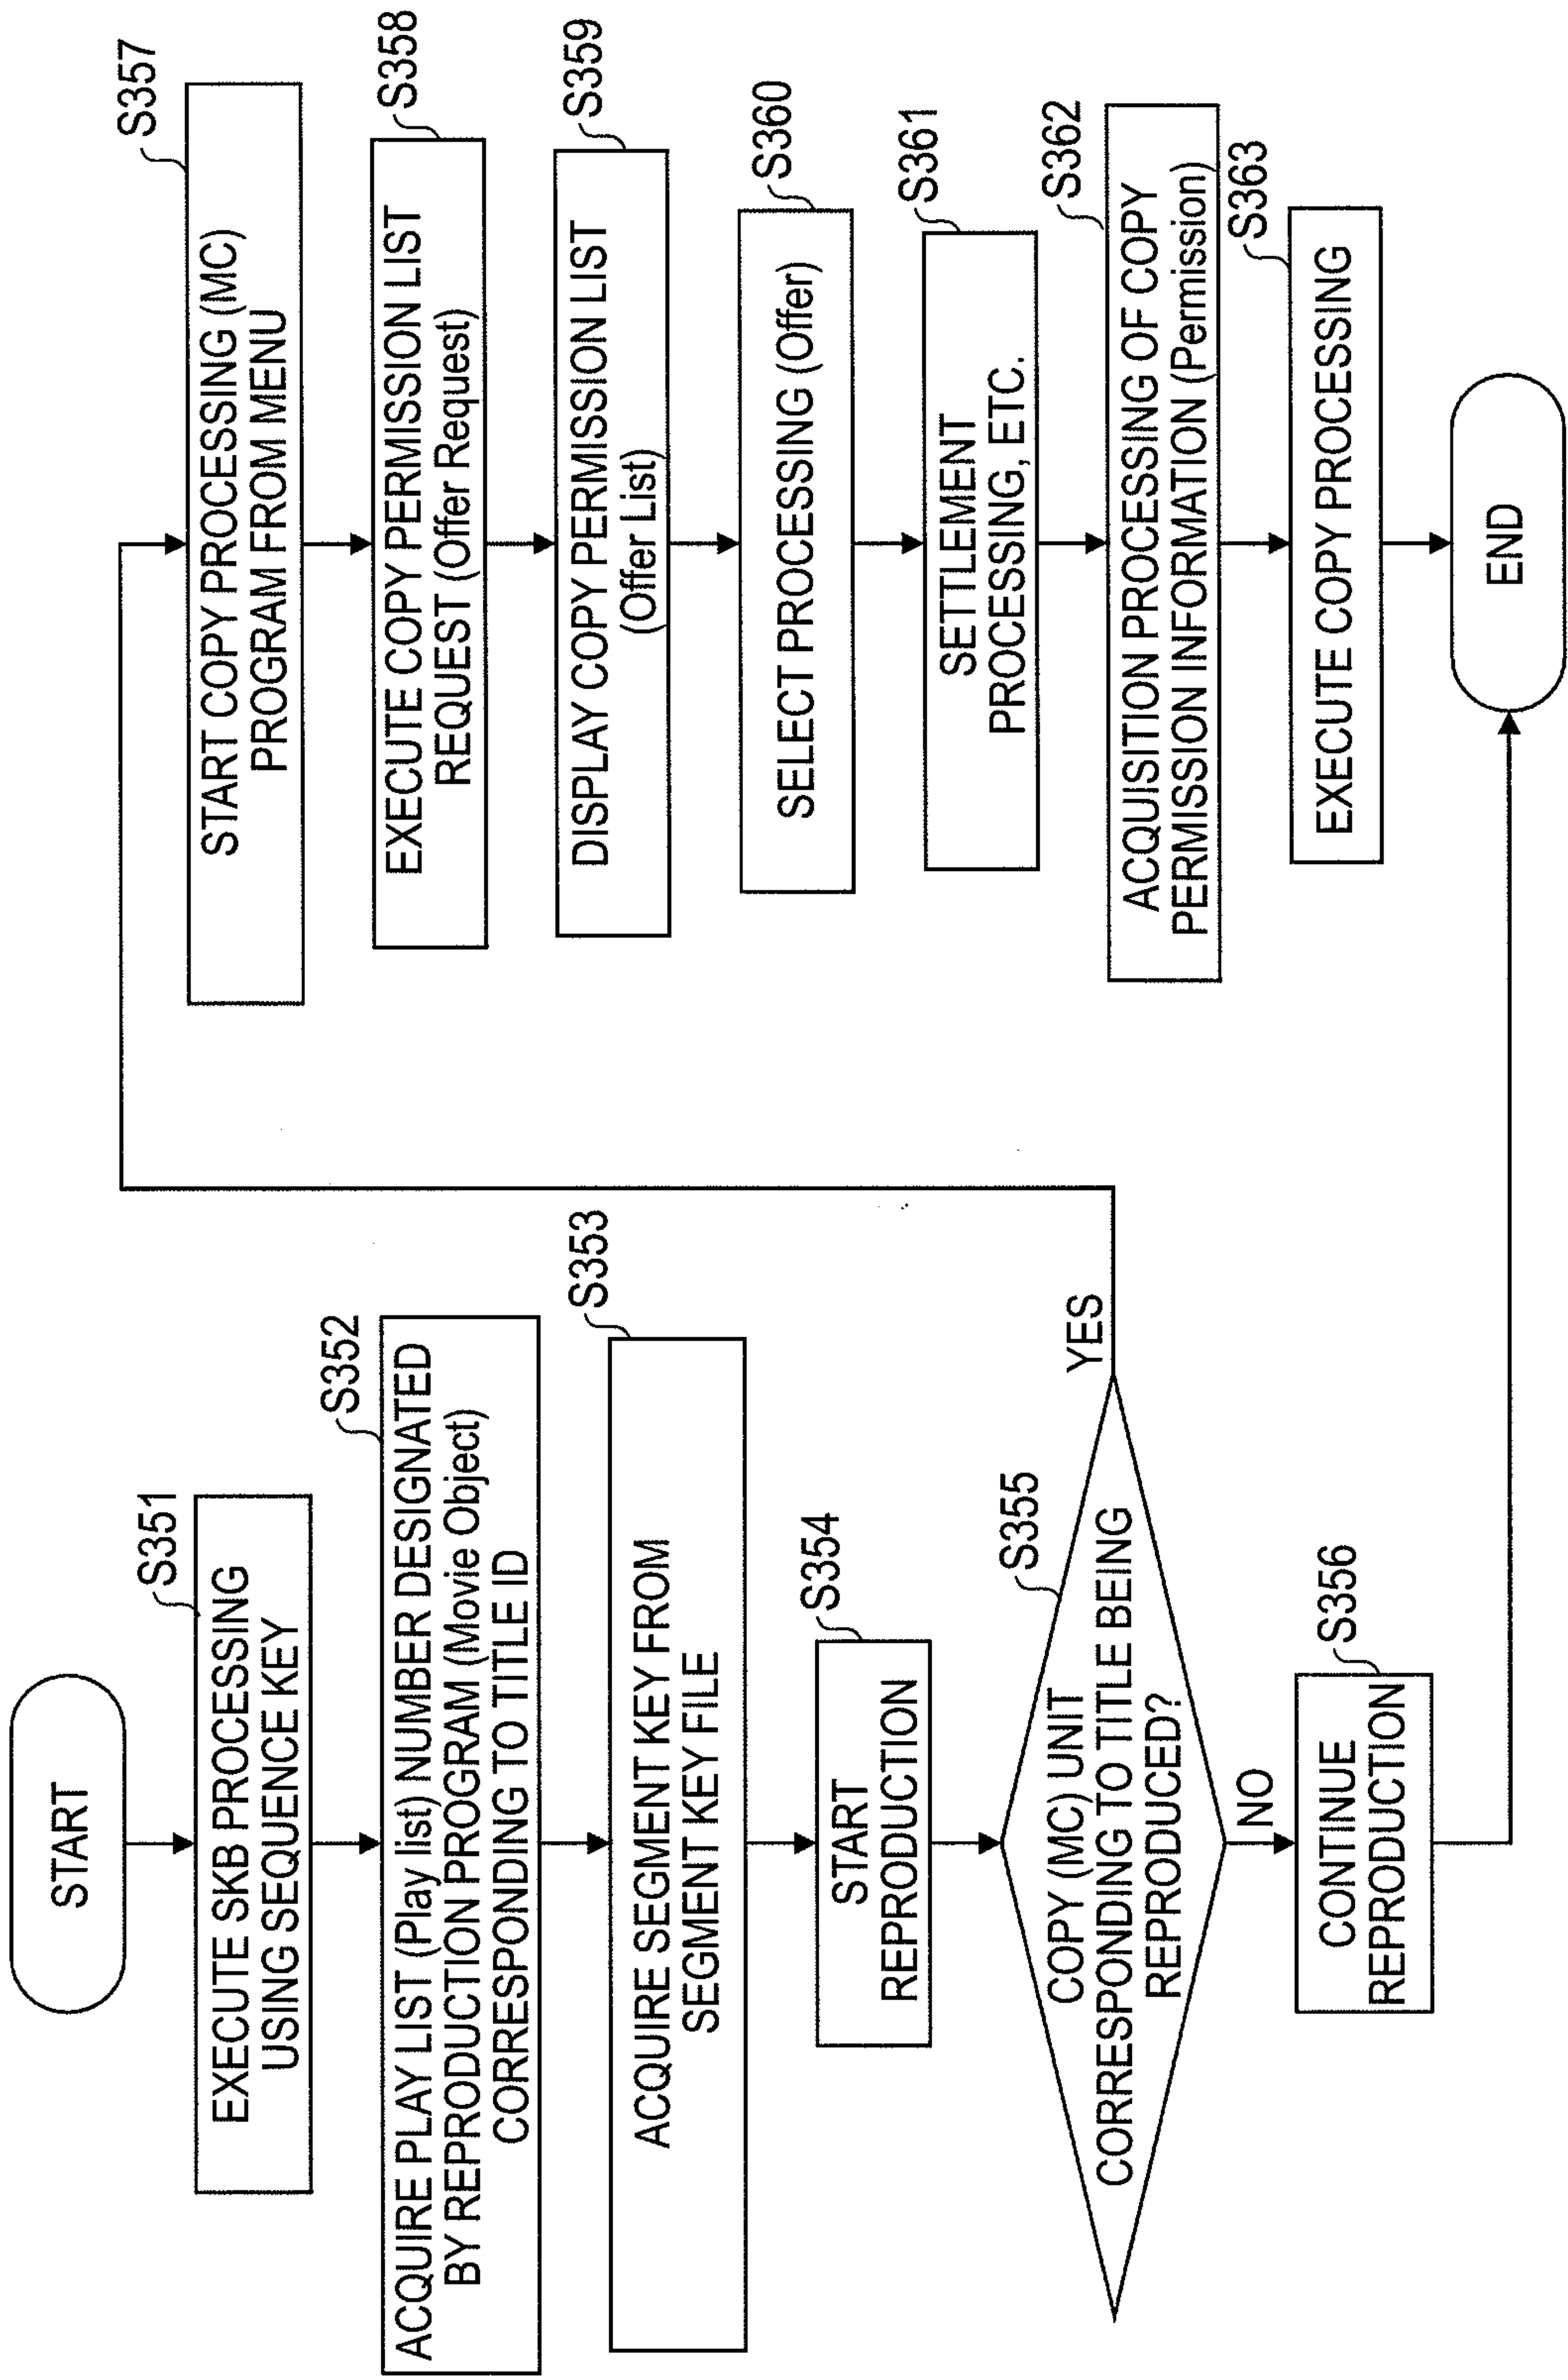 START
S351
EXECUTE SKB PROCESSING
USING SEQUENCE KEY
S352
ACQUIRE PLAY LIST (Play list) NUMBER DESIGNATED
BY REPRODUCTION PROGRAM (Movie Object)
CORRESPONDING TO TITLE ID
S353
ACQUIRE SEGMENT KEY FROM
SEGMENT KEY FILE
S354
START
REPRODUCTION
S355
COPY (MC) UNIT
CORRESPONDING TO TITLE BEING
REPRODUCED?
YES
NO
S356
CONTINUE
REPRODUCTION
S357
START COPY PROCESSING (MC)
PROGRAM FROM MENU
S358
EXECUTE COPY PERMISSION LIST
REQUEST (Offer Request)
S359
DISPLAY COPY PERMISSION LIST
(Offer List)
S360
SELECT PROCESSING (Offer)
S361
SETTLEMENT
PROCESSING, ETC.
S362
ACQUISITION PROCESSING OF COPY
PERMISSION INFORMATION (Permission)
S363
EXECUTE COPY PROCESSING
END